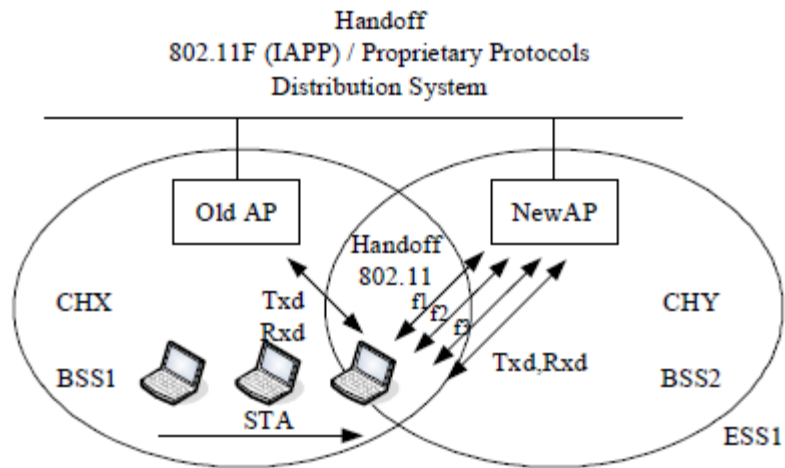 Handoff
802.11F (IAPP) / Proprietary Protocols
Distribution System
Old AP
NewAP
Handoff
802.11
f1
f2
f3
CHX
Txd
Rxd
CHY
Txd,Rxd
BSS1
BSS2
STA
ESS1